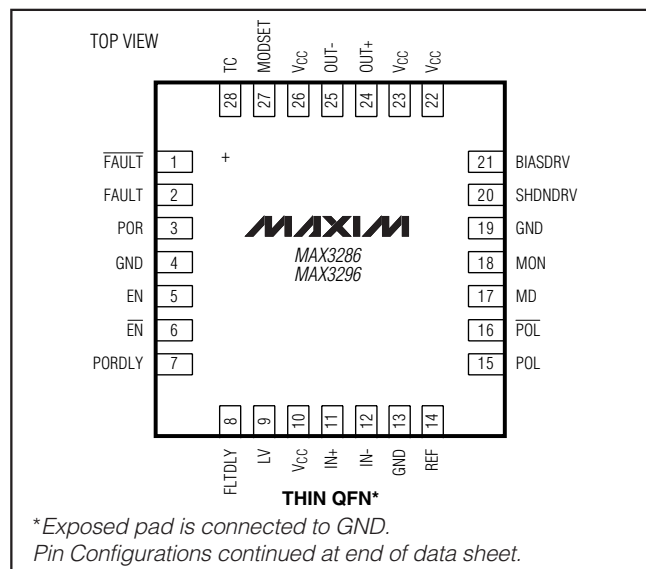 TOP VIEW
TC
MODSET
VCC
OUT-
OUT+
VCC
VCC
28
27
26
25
24
23
22
FAULT 1
FAULT 2
POR 3
GND 4
EN 5
EN 6
PORDLY 7
+
MAXIM
MAX3286
MAX3296
21 BIASDRV
20 SHDNDRV
19 GND
18 MON
17 MD
16 POL
15 POL
8
9
10
11
12
13
14
FLTDLY
LV
VCC
IN+
IN-
GND
REF
THIN QFN*
*Exposed pad is connected to GND.
Pin Configurations continued at end of data sheet.